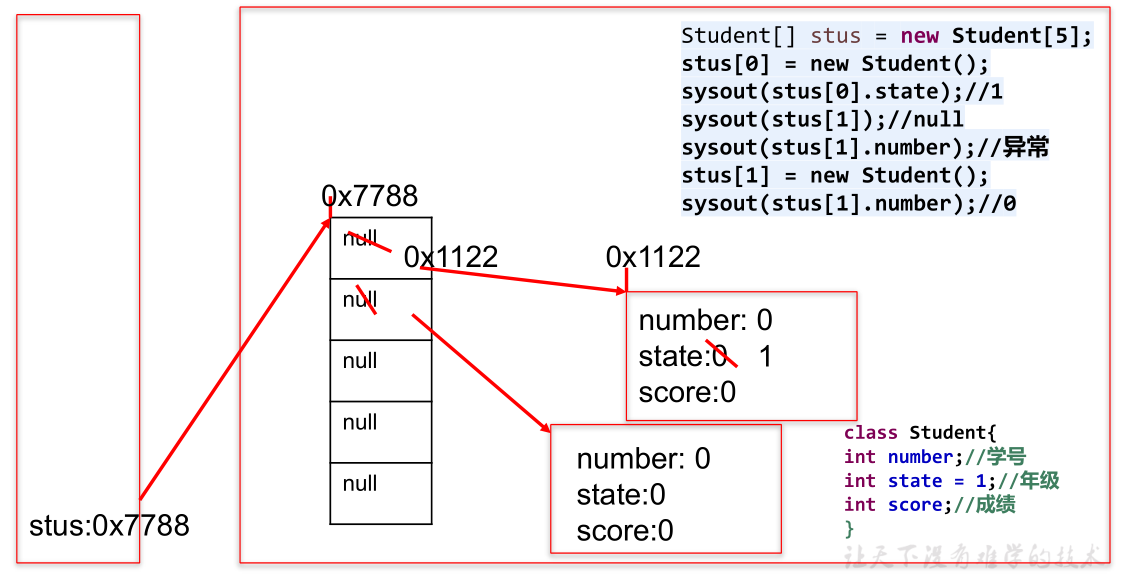 Student[] stus = new Student[5];
stus[0] = new Student();
sysout(stus[0].state);//1
sysout(stus[1]);//null
sysout(stus[1].number);//异常
stus[1] = new Student();
sysout(stus[1].number);//0
0x7788
null
0x1122
0x1122
null
null
null
null
number: 0
state:0 1
score:0
number: 0
state:0
score:0
class Student{
int number;//学号
int state = 1;//年级
int score;//成绩
}
stus:0x7788
让天下没有难学的技术